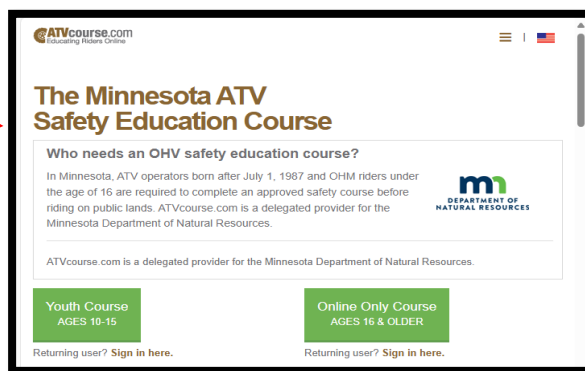 ATVcourse.com
Educating Riders Online
The Minnesota ATV
Safety Education Course
Who needs an OHV safety education course?
In Minnesota, ATV operators born after July 1, 1987 and OHM riders under
the age of 16 are required to complete an approved safety course before
riding on public lands. ATVcourse.com is a delegated provider for the
Minnesota Department of Natural Resources.
mn
DEPARTMENT OF
NATURAL RESOURCES
ATVcourse.com is a delegated provider for the Minnesota Department of Natural Resources.
Youth Course
AGES 10-15
Returning user? Sign in here.
Online Only Course
AGES 16 & OLDER
Returning user? Sign in here.